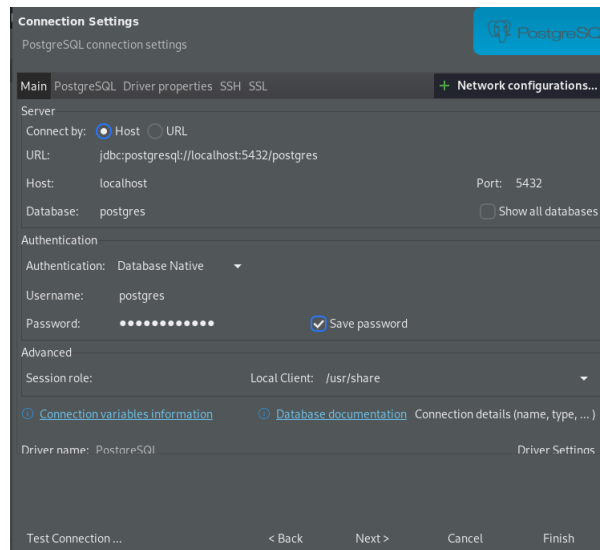 Connection Settings
PostgreSQL connection settings
Main PostgreSQL Driver properties SSH SSL + Network configurations...
Server
Connect by: Host URL
URL: jdbc:postgresql://localhost:5432/postgres
Host: localhost Port: 5432
Database: postgres Show all databases
Authentication
Authentication: Database Native
Username: postgres
Password: ●●●●●●●●●●●● Save password
Advanced
Session role: Local Client: /usr/share
Connection variables information Database documentation Connection details (name, type, ... )
Driver name: PostgreSQL Driver Settings
Test Connection ... < Back Next > Cancel Finish